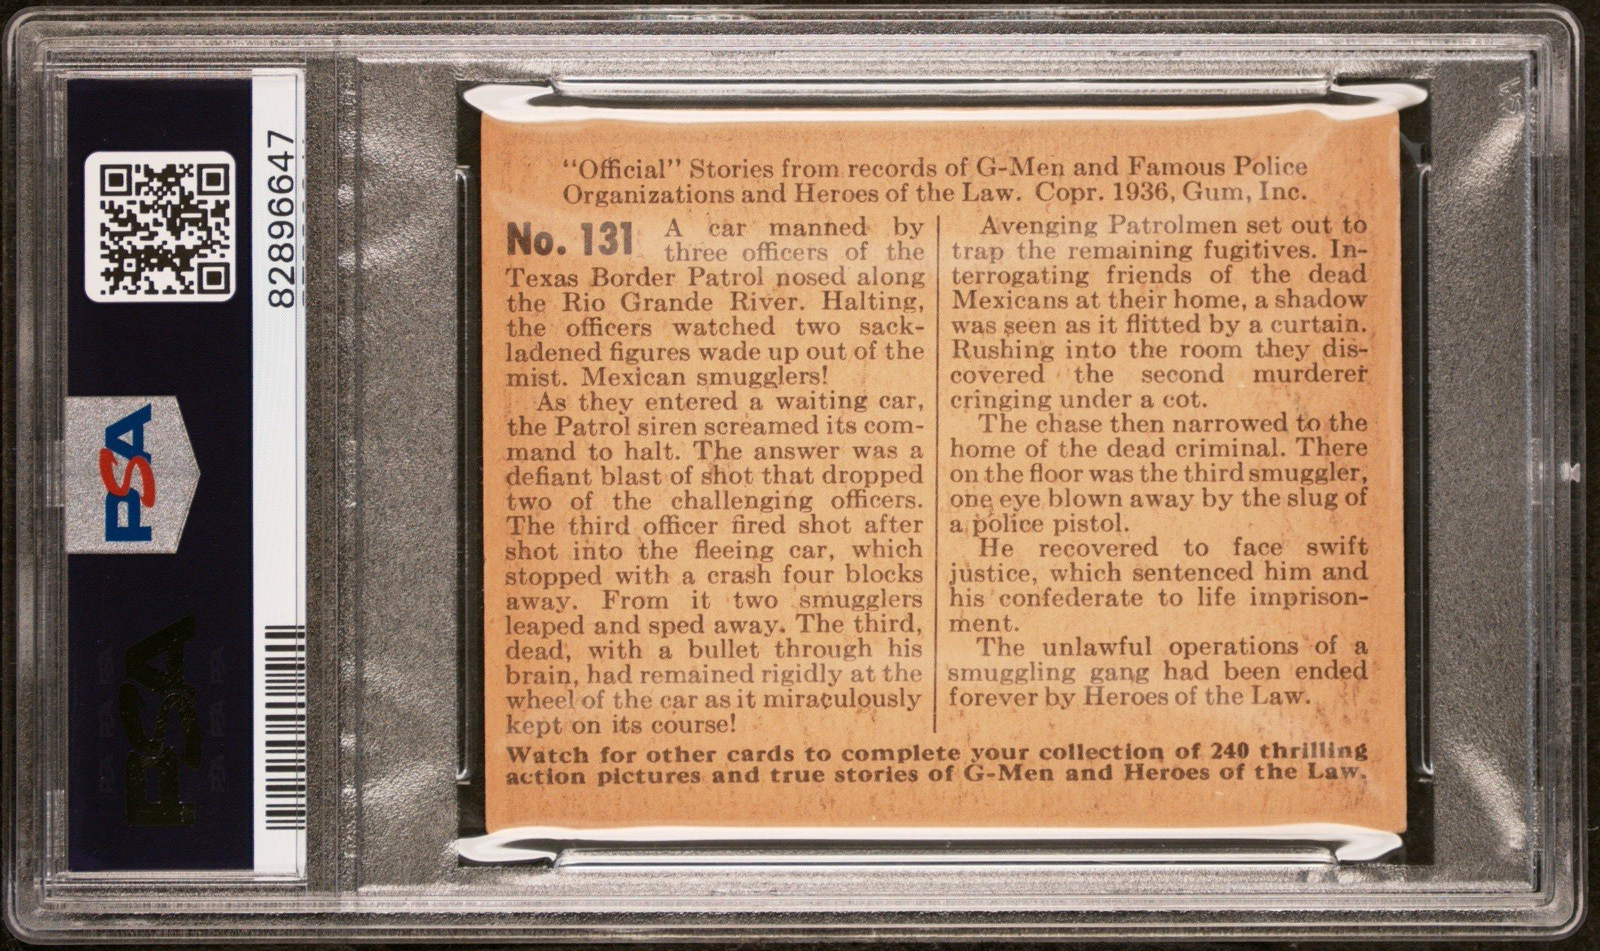 "Official" Stories from records of G-Men and Famous Police
Organizations and Heroes of the Law. Copr. 1936, Gum, Inc.
No. 131 A car manned by
three officers of the
Texas Border Patrol nosed along
the Rio Grande River. Halting,
the officers watched two sack-
ladened figures wade up out of the
mist. Mexican smugglers!
As they entered a waiting car,
the Patrol siren screamed its com-
mand to halt. The answer was a
defiant blast of shot that dropped
two of the challenging officers.
The third officer fired shot after
shot into the fleeing car, which
stopped with a crash four blocks
away. From it two smugglers
leaped and sped away. The third,
dead, with a bullet through his
brain, had remained rigidly at the
wheel of the car as it miraculously
kept on its course!
Avenging Patrolmen set out to
trap the remaining fugitives. In-
terrogating friends of the dead
Mexicans at their home, a shadow
was seen as it flitted by a curtain.
Rushing into the room they dis-
covered the second murderer
cringing under a cot.
The chase then narrowed to the
home of the dead criminal. There
on the floor was the third smuggler,
one eye blown away by the slug of
a police pistol.
He recovered to face swift
justice, which sentenced him and
his confederate to life imprison-
ment.
The unlawful operations of a
smuggling gang had been ended
forever by Heroes of the Law.
Watch for other cards to complete your collection of 240 thrilling
action pictures and true stories of G-Men and Heroes of the Law.
82896647
PSA
PSA